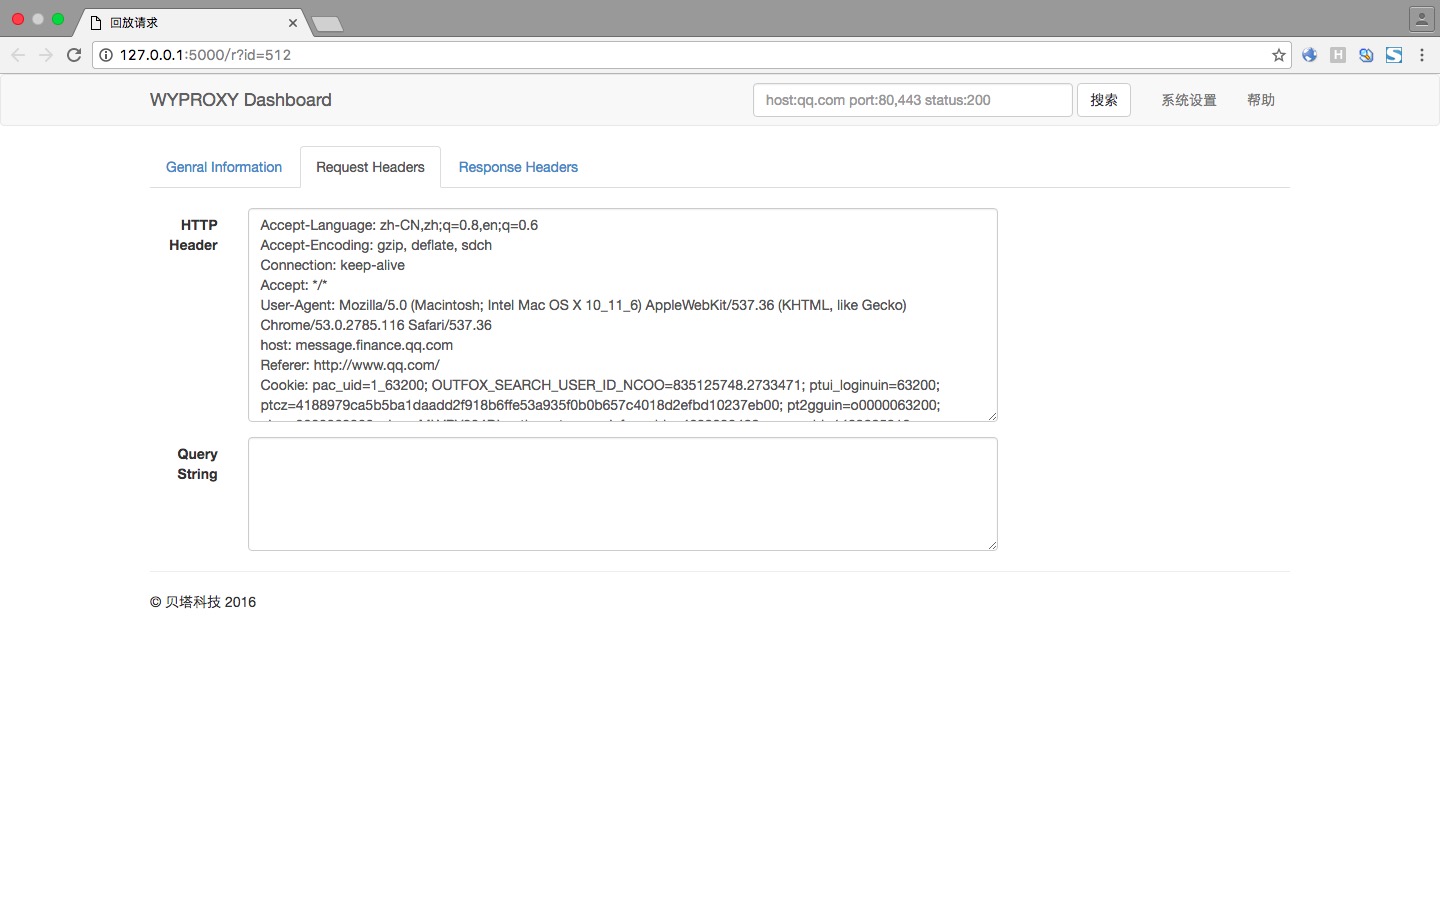 回放请求
127.0.0.1:5000/r?id=512
WYPROXY Dashboard
host:qq.com port:80,443 status:200
搜索
系统设置
帮助
Genral Information
Request Headers
Response Headers
HTTP
Header
Accept-Language: zh-CN,zh;q=0.8,en;q=0.6
Accept-Encoding: gzip, deflate, sdch
Connection: keep-alive
Accept: */*
User-Agent: Mozilla/5.0 (Macintosh; Intel Mac OS X 10_11_6) AppleWebKit/537.36 (KHTML, like Gecko)
Chrome/53.0.2785.116 Safari/537.36
host: message.finance.qq.com
Referer: http://www.qq.com/
Cookie: pac_uid=1_63200; OUTFOX_SEARCH_USER_ID_NCOO=835125748.2733471; ptui_loginuin=63200;
ptcz=4188979ca5b5ba1daadd2f918b6ffe53a935f0b0b657c4018d2efbd10237eb00; pt2gguin=o0000063200;
Query
String
© 贝塔科技 2016